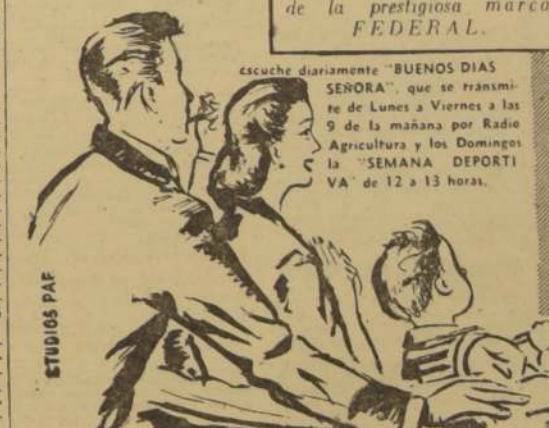 de la prestigiosa marca
FEDERAL.
Escuche diariamente "BUENOS DIAS
SEÑORA", que se transmi-
te de Lunes a Viernes a las
9 de la mañana por Radio
Agricultura y los Domingos
la "SEMANA DEPORTI
VA" de 12 a 13 horas.
ETUDIOS PAF